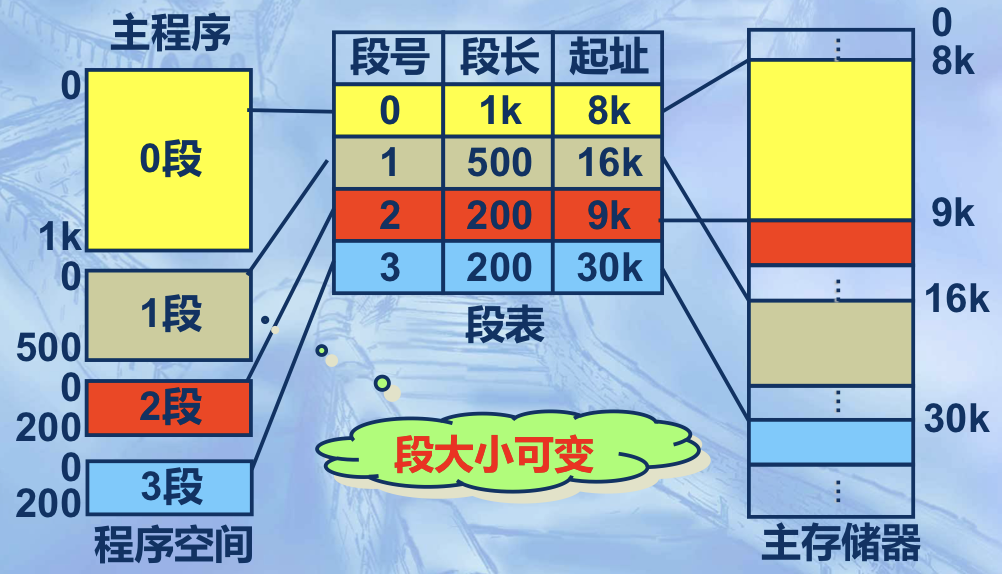 主程序
0
0段
1k
0
1段
500
0
2段
200
0
3段
200
程序空间
段号 段长 起址
0 1k 8k
1 500 16k
2 200 9k
3 200 30k
段表
段大小可变
0
8k
9k
16k
30k
主存储器